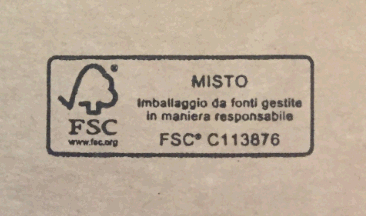 MISTO
Imballaggio da fonti gestite
in maniera responsabile
FSC® C113876
FSC
www.fsc.org